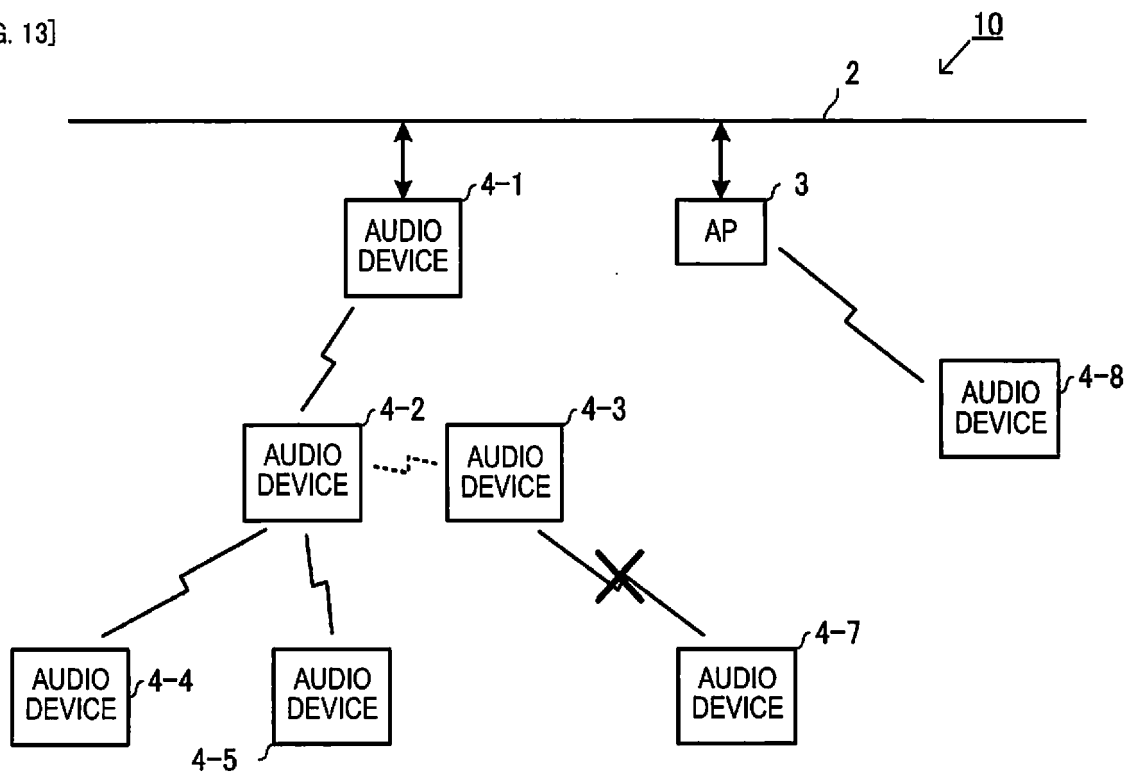 G. 13]
10
2
4-1
3
AUDIO
DEVICE
AP
4-8
AUDIO
DEVICE
4-2
4-3
AUDIO
DEVICE
AUDIO
DEVICE
4-7
AUDIO
DEVICE
4-4
AUDIO
DEVICE
4-5
AUDIO
DEVICE